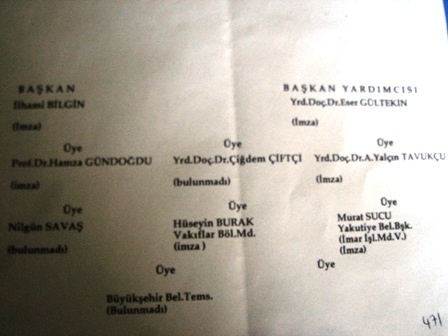 BAŞKAN
İlhami BİLGİN
(İmza)
BAŞKAN YARDIMCISI
Yrd.Doç.Dr.Eser GÜLTEKİN
(İmza)
Üye
Prof.Dr.Hamza GÜNDOĞDU
(imza)
Üye
Yrd.Doç.Dr.Çiğdem ÇİFTÇİ
(bulunmadı)
Üye
Yrd.Doç.Dr.A.Yalçın TAVUKÇU
(İmza)
Üye
Nilgün SAVAŞ
(bulunmadı)
Üye
Hüseyin BURAK
Vakıflar Böl.Md.
(imza )
Üye
Murat SUCU
Yakutiye Bel.Bşk.
(İmar İşl.Md.V.)
(İmza)
Üye
Büyükşehir Bel.Tems.
(Bulunmadı)
Üye
471